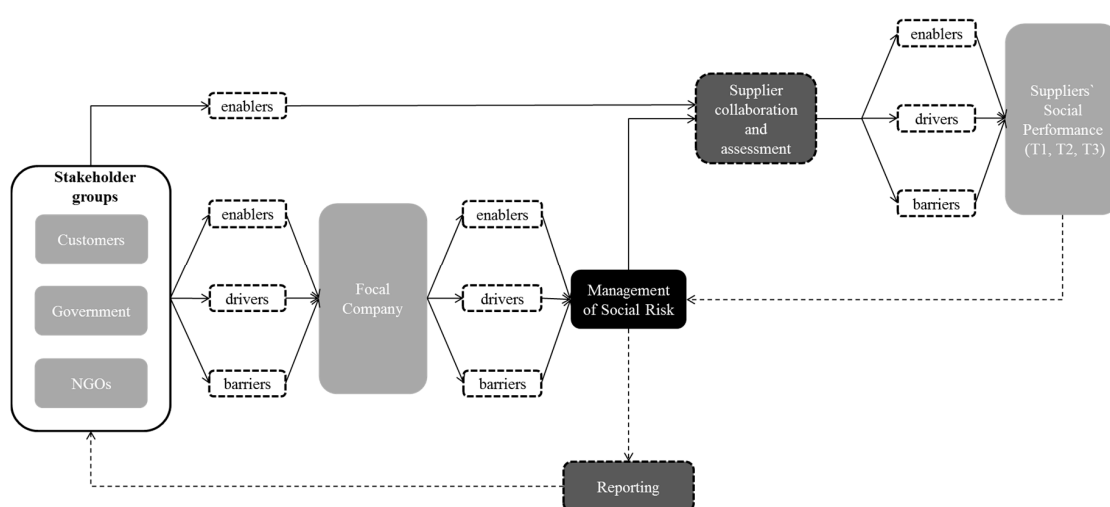 enablers
Suppliers`
Social
Performance
(T1, T2, T3)
Supplier
collaboration
and
assessment
enablers
drivers
barriers
Stakeholder
groups
Customers
Government
NGOs
enablers
drivers
barriers
Focal
Company
enablers
drivers
barriers
Management
of Social Risk
Reporting